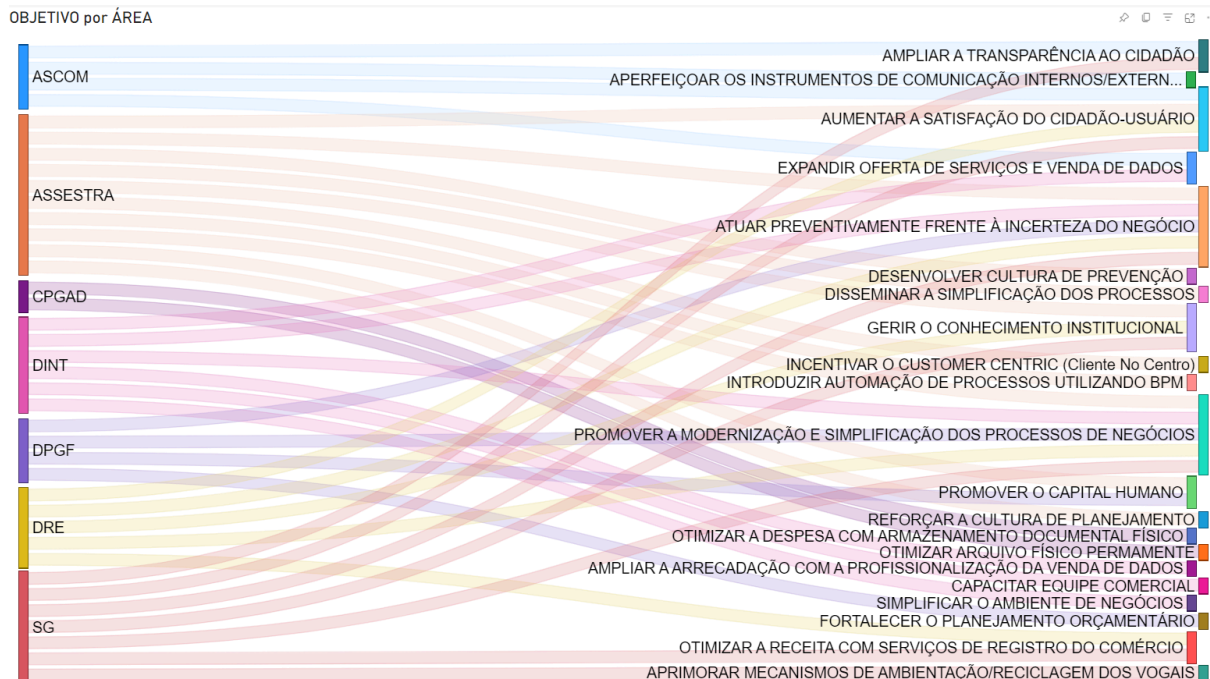 OBJETIVO por ÁREA
ASCOM
ASSESTRA
CPGAD
DINT
DPGF
DRE
SG
AMPLIAR A TRANSPARÊNCIA AO CIDADÃO
APERFEIÇOAR OS INSTRUMENTOS DE COMUNICAÇÃO INTERNOS/EXTERN...
AUMENTAR A SATISFAÇÃO DO CIDADÃO-USUÁRIO
EXPANDIR OFERTA DE SERVIÇOS E VENDA DE DADOS
ATUAR PREVENTIVAMENTE FRENTE À INCERTEZA DO NEGÓCIO
DESENVOLVER CULTURA DE PREVENÇÃO
DISSEMINAR A SIMPLIFICAÇÃO DOS PROCESSOS
GERIR O CONHECIMENTO INSTITUCIONAL
INCENTIVAR O CUSTOMER CENTRIC (Cliente No Centro)
INTRODUZIR AUTOMAÇÃO DE PROCESSOS UTILIZANDO BPM
PROMOVER A MODERNIZAÇÃO E SIMPLIFICAÇÃO DOS PROCESSOS DE NEGÓCIOS
PROMOVER O CAPITAL HUMANO
REFORÇAR A CULTURA DE PLANEJAMENTO
OTIMIZAR A DESPESA COM ARMAZENAMENTO DOCUMENTAL FÍSICO
OTIMIZAR ARQUIVO FÍSICO PERMAMENTE
AMPLIAR A ARRECADAÇÃO COM A PROFISSIONALIZAÇÃO DA VENDA DE DADOS
CAPACITAR EQUIPE COMERCIAL
SIMPLIFICAR O AMBIENTE DE NEGÓCIOS
FORTALECER O PLANEJAMENTO ORÇAMENTÁRIO
OTIMIZAR A RECEITA COM SERVIÇOS DE REGISTRO DO COMÉRCIO
APRIMORAR MECANISMOS DE AMBIENTAÇÃO/RECICLAGEM DOS VOGAIS